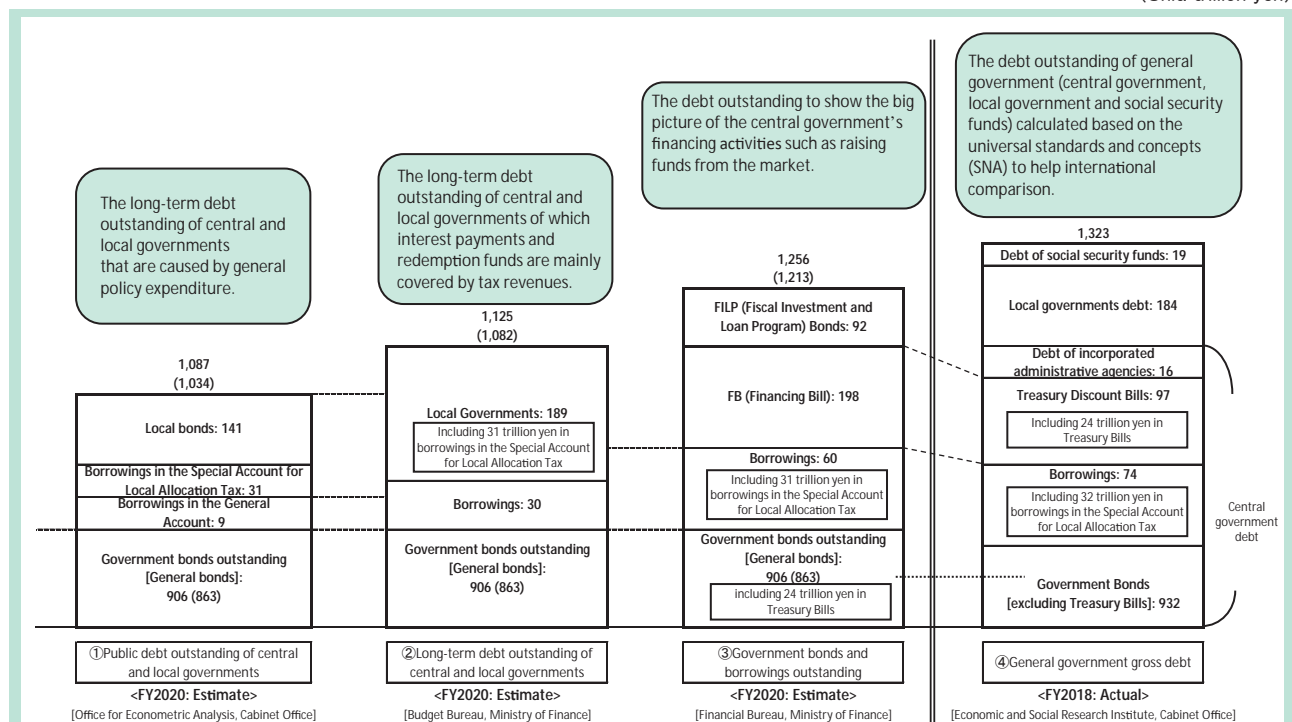 The long-term debt
outstanding of central and
local governments
that are caused by general
policy expenditure.
1,087
(1,034)
Local bonds: 141
Borrowings in the Special Account for
Local Allocation Tax: 31
Borrowings in the General
Account: 9
Government bonds outstanding
[General bonds]:
906 (863)
①Public debt outstanding of central
and local governments
<FY2020: Estimate>
[Office for Econometric Analysis, Cabinet Office]
The long-term debt
outstanding of central and
local governments of which
interest payments and
redemption funds are mainly
covered by tax revenues.
1,125
(1,082)
Local Governments: 189
Including 31 trillion yen in
borrowings in the Special Account
for Local Allocation Tax
Borrowings: 30
Government bonds outstanding
[General bonds]:
906 (863)
②Long-term debt outstanding of
central and local governments
<FY2020: Estimate>
[Budget Bureau, Ministry of Finance]
The debt outstanding to show the big
picture of the central government's
financing activities such as raising
funds from the market.
1,256
(1,213)
FILP (Fiscal Investment and
Loan Program) Bonds: 92
FB (Financing Bill): 198
Borrowings: 60
Including 31 trillion yen in
borrowings in the Special Account
for Local Allocation Tax
Government bonds outstanding
[General bonds]:
906 (863)
including 24 trillion yen in
Treasury Bills
③Government bonds and
borrowings outstanding
<FY2020: Estimate>
[Financial Bureau, Ministry of Finance]
The debt outstanding of general
government (central government,
local government and social security
funds) calculated based on the
universal standards and concepts
(SNA) to help international
comparison.
1,323
Debt of social security funds: 19
Local governments debt: 184
Debt of incorporated
administrative agencies: 16
Treasury Discount Bills: 97
Including 24 trillion yen in
Treasury Bills
Borrowings: 74
Including 32 trillion yen in
borrowings in the Special Account
for Local Allocation Tax
Government Bonds
[excluding Treasury Bills]: 932
Central
government
debt
④General government gross debt
<FY2018: Actual>
[Economic and Social Research Institute, Cabinet Office]